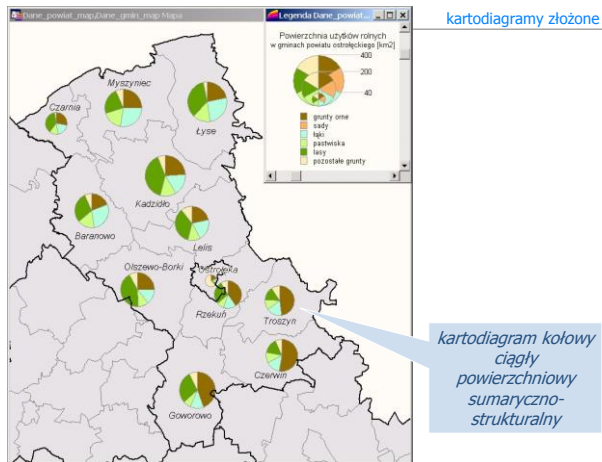 Dane_powiat_map,Dane_gmin_map Mapa
Legenda Dane_powiat...
kartodiagramy złożone
Powierzchnia użytków rolnych
w gminach powiatu ostrołęckiego [km2]
400
200
40
grunty orne
sady
łąki
pastwiska
lasy
pozostałe grunty
Myszyniec
Czarnia
Łyse
Kadzidło
Baranowo
Lelis
Olszewo-Borki
Ostrołęka
Rzekuń
Troszyn
Czerwin
Goworowo
kartodiagram kołowy
ciągły
powierzchniowy
sumaryczno-
strukturalny